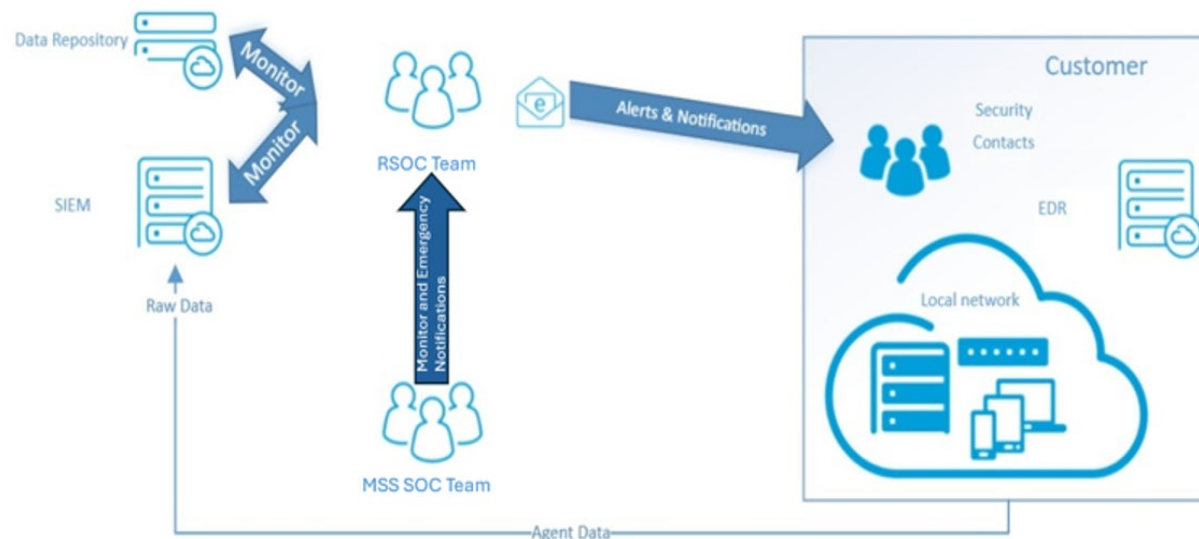 Data Repository
Monitor
Monitor
SIEM
Raw Data
RSOC Team
e
Alerts & Notifications
Monitor and Emergency
Notifications
MSS SOC Team
Customer
Security
Contacts
EDR
Local network
Agent Data